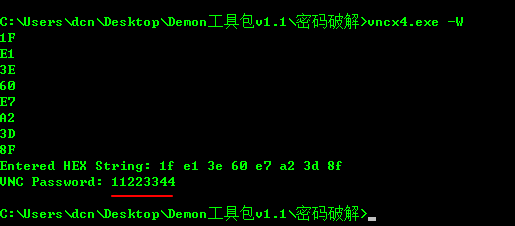 C:\Users\dcn\Desktop\Demon工具包v1.1\密码破解>vncx4.exe -W
1F
E1
3E
60
E7
A2
3D
8F
Entered HEX String: 1f e1 3e 60 e7 a2 3d 8f
VNC Password: 11223344
C:\Users\dcn\Desktop\Demon工具包v1.1\密码破解>